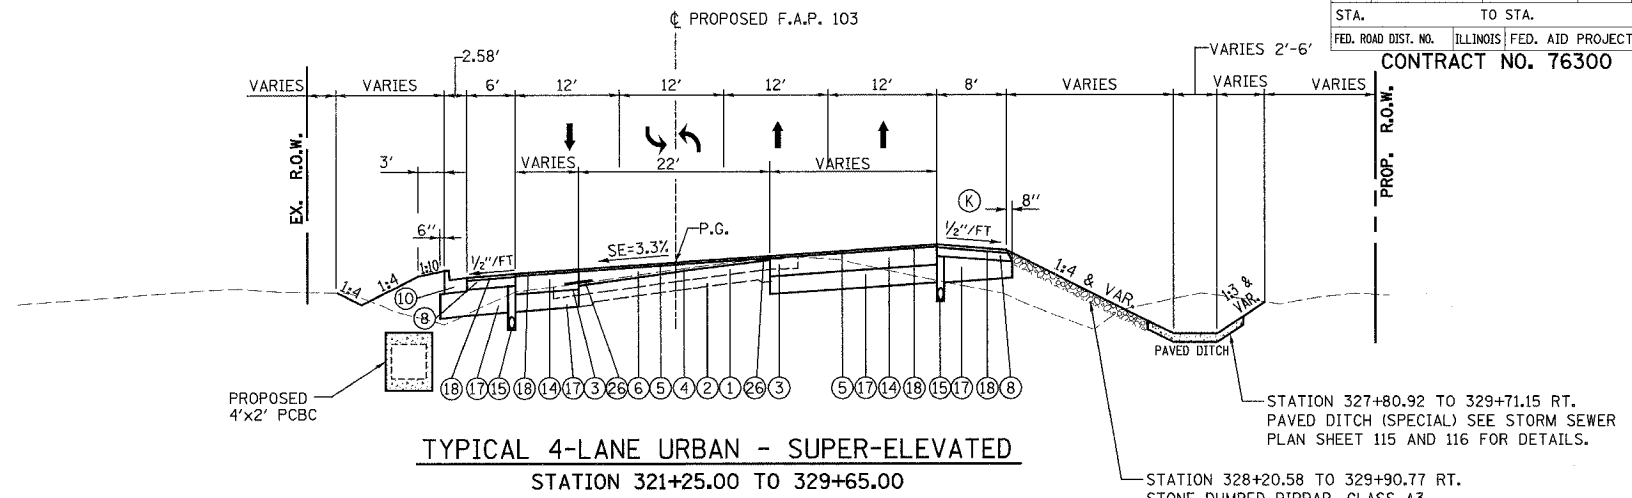 STA. TO STA.
FED. ROAD DIST. NO. ILLINOIS FED. AID PROJECT
CONTRACT NO. 76300
℄ PROPOSED F.A.P. 103
2.58'
VARIES 2'-6'
VARIES VARIES 6' 12' 12' 12' 12' 8' VARIES VARIES VARIES
EX. R.O.W.
PROP. R.O.W.
3' VARIES 22' VARIES
K 8"
6" P.G.
1/2"/FT SE=3.3% 1/2"/FT
1:4 1:4 1:10 1:4 & VAR. 1:3 & VAR.
10
8
PAVED DITCH
18 17 15 18 14 17 3 26 6 5 4 2 1 26 3 5 17 14 18 15 17 18 8
PROPOSED
4'x2' PCBC
STATION 327+80.92 TO 329+71.15 RT.
PAVED DITCH (SPECIAL) SEE STORM SEWER
PLAN SHEET 115 AND 116 FOR DETAILS.
TYPICAL 4-LANE URBAN - SUPER-ELEVATED
STATION 321+25.00 TO 329+65.00
STATION 328+20.58 TO 329+90.77 RT.
STONE DUMPED RIPRAP, CLASS A3